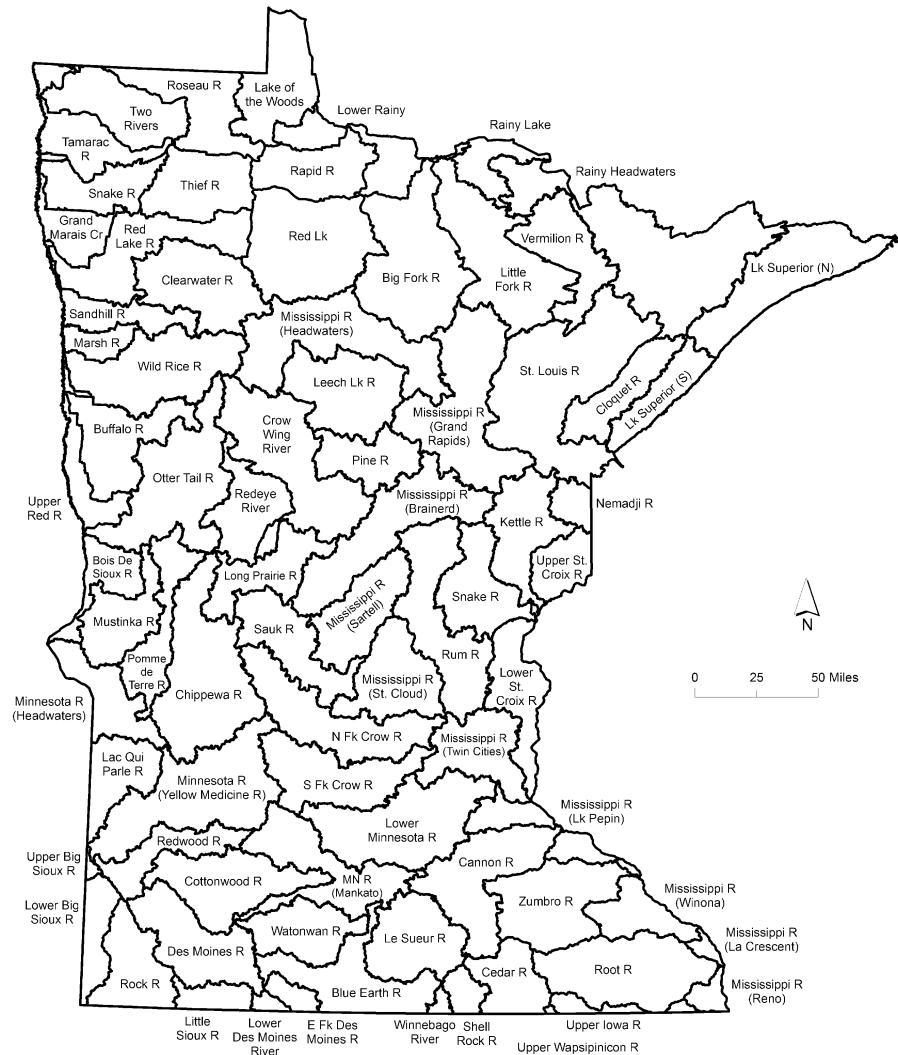 Roseau R
Lake of
the Woods
Two
Rivers
Lower Rainy
Rainy Lake
Tamarac
R
Rapid R
Rainy Headwaters
Thief R
Snake R
Grand
Marais Cr
Red
Lake R
Red Lk
Vermilion R
Lk Superior (N)
Clearwater R
Big Fork R
Little
Fork R
Sandhill R
Mississippi R
(Headwaters)
Marsh R
Wild Rice R
St. Louis R
Leech Lk R
Cloquet R
Lk Superior (S)
Buffalo R
Crow
Wing
River
Mississippi R
(Grand
Rapids)
Pine R
Otter Tail R
Redeye
River
Mississippi R
(Brainerd)
Upper
Red R
Nemadji R
Kettle R
Bois De
Sioux R
Long Prairie R
Upper St.
Croix R
Mississippi R
(Sartell)
Snake R
Mustinka R
Sauk R
N
Rum R
Pomme
de
Terre R
Chippewa R
Mississippi R
(St. Cloud)
Lower
St.
Croix R
0 25 50 Miles
Minnesota R
(Headwaters)
N Fk Crow R
Mississippi R
(Twin Cities)
Lac Qui
Parle R
Minnesota R
(Yellow Medicine R)
S Fk Crow R
Mississippi R
(Lk Pepin)
Lower
Minnesota R
Redwood R
Upper Big
Sioux R
Cannon R
Cottonwood R
MN R
(Mankato)
Mississippi R
(Winona)
Lower Big
Sioux R
Zumbro R
Watonwan R
Le Sueur R
Mississippi R
(La Crescent)
Des Moines R
Rock R
Cedar R
Root R
Blue Earth R
Mississippi R
(Reno)
Little
Sioux R
Lower
Des Moines
River
E Fk Des
Moines R
Winnebago
River
Shell
Rock R
Upper Iowa R
Upper Wapsipinicon R